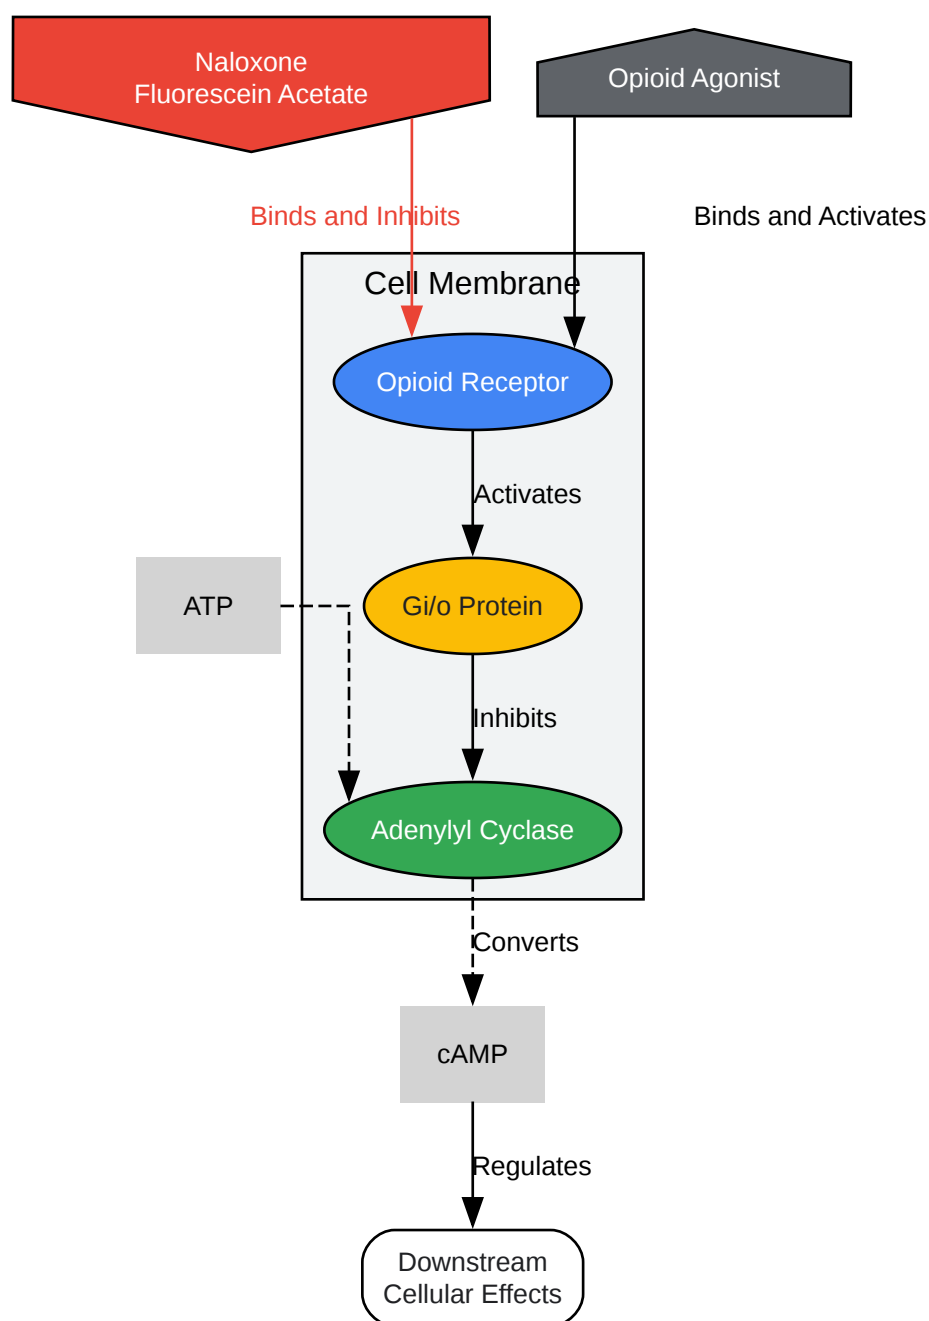 Naloxone
Fluorescein Acetate
Opioid Agonist
Binds and Inhibits
Binds and Activates
Cell Membrane
Opioid Receptor
Activates
ATP
Gi/o Protein
Inhibits
Adenylyl Cyclase
Converts
cAMP
Regulates
Downstream
Cellular Effects